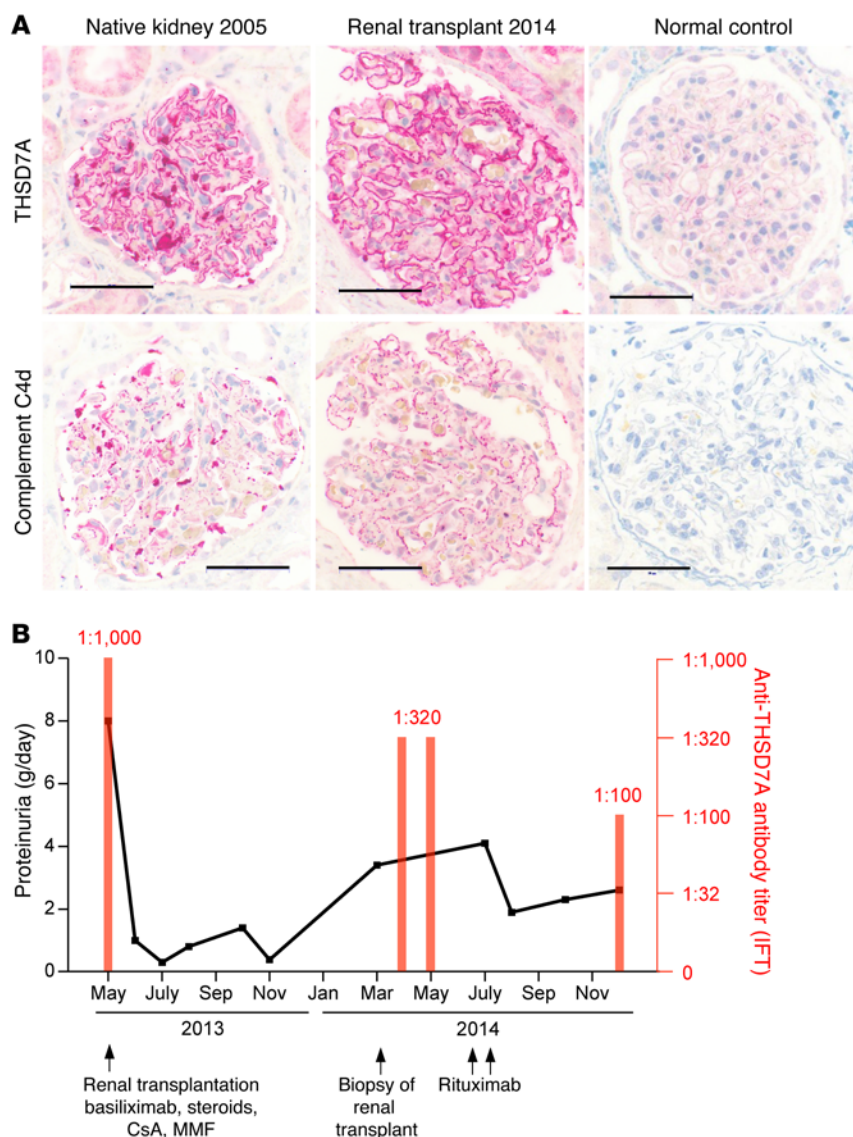 A
Native kidney 2005
Renal transplant 2014
Normal control
THSD7A
Complement C4d
B
1:1,000
1:320
1:100
10
8
6
4
2
0
Proteinuria (g/day)
1:1,000
1:320
1:100
1:32
0
Anti-THSD7A antibody titer (IFT)
May July Sep Nov Jan Mar May July Sep Nov
2013 2014
Renal transplantation
basiliximab, steroids,
CsA, MMF
Biopsy of
renal
transplant
Rituximab